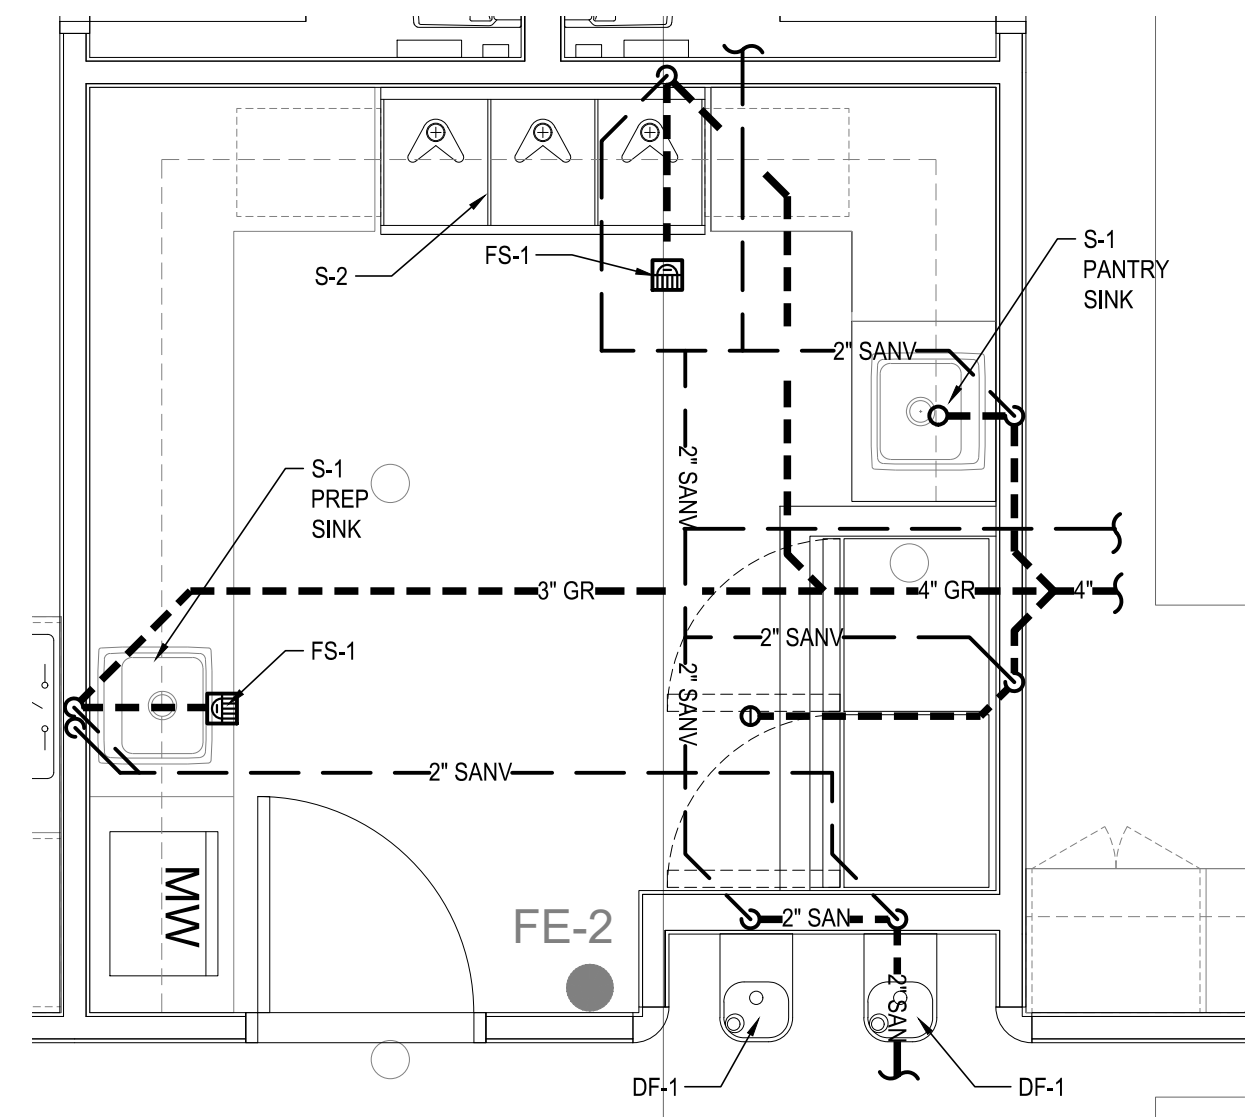 S-1
PANTRY
SINK
FS-1
S-2
2" SANV
2" SANV
S-1
PREP
SINK
3" GR
4" GR
4"
2" SANV
FS-1
2" SANV
2" SANV
MW
FE-2
2" SAN
2" SAN
DF-1
DF-1